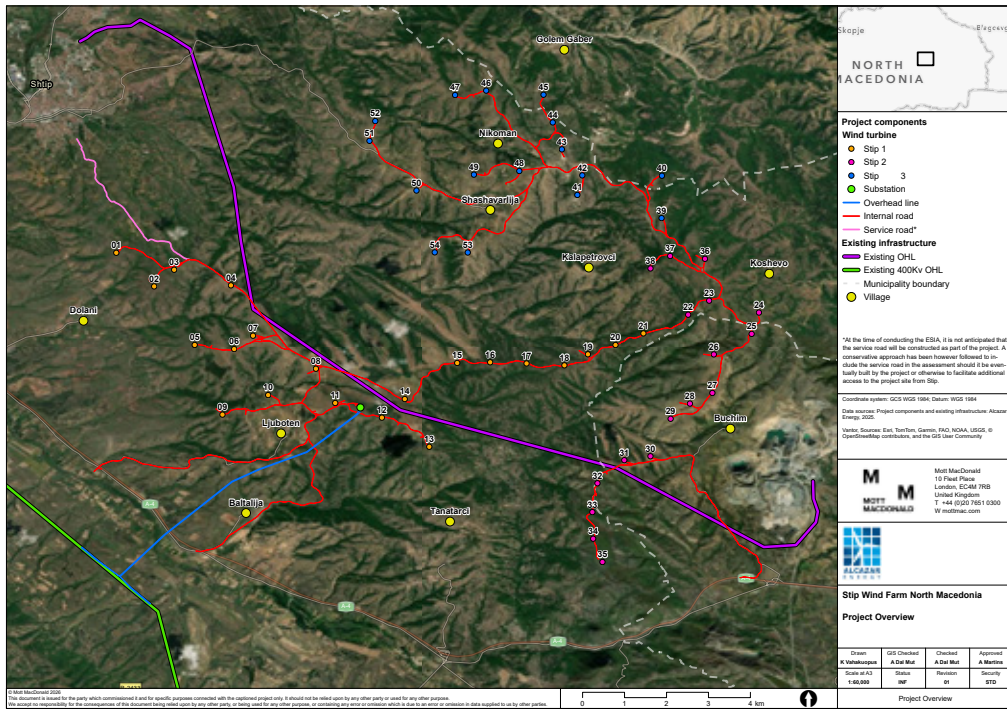 Skopje
Blagoevg
NORTH
MACEDONIA
Golem Gaber
Shtip
47
46
45
52
44
51
Nikoman
43
49
48
42
40
50
41
Shashavarlija
39
01
54
53
37
36
03
38
Kalapetrovci
Koshevo
02
04
23
24
Dolani
22
07
21
25
05
06
20
19
26
08
15
16
17
18
27
10
14
28
09
11
12
29
Ljuboten
Buchim
13
31
30
32
Baltalija
33
Tanatarci
34
35
A-4
A-4
A-4
Project components
Wind turbine
Stip 1
Stip 2
Stip 3
Substation
Overhead line
Internal road
Service road*
Existing infrastructure
Existing OHL
Existing 400Kv OHL
Municipality boundary
Village
*At the time of conducting the ESIA, it is not anticipated that
the service road will be constructed as part of the project. A
conservative approach has been however followed to in-
clude the service road in the assessment should it be even-
tually built by the project or otherwise to facilitate additional
access to the project site from Stip.
Coordinate system: GCS WGS 1984; Datum: WGS 1984
Data sources: Project components and existing infrastructure: Alcazar
Energy, 2025.
Vantor, Sources: Esri, TomTom, Garmin, FAO, NOAA, USGS, ©
OpenStreetMap contributors, and the GIS User Community
M
M
MOTT
MACDONALD
Mott MacDonald
10 Fleet Place
London, EC4M 7RB
United Kingdom
T +44 (0)20 7651 0300
W mottmac.com
ALCAZAR
ENERGY
Stip Wind Farm North Macedonia
Project Overview
Drawn
GIS Checked
Checked
Approved
K Vahakuopus
A Dal Mut
A Dal Mut
A Martins
Scale at A3
Status
Revision
Security
1:60,000
INF
01
STD
Project Overview
© Mott MacDonald 2026
This document is issued for the party which commissioned it and for specific purposes connected with the captioned project only. It should not be relied upon by any other party or used for any other purpose.
We accept no responsibility for the consequences of this document being relied upon by any other party, or being used for any other purpose, or containing any error or omission which is due to an error or omission in data supplied to us by other parties.
0
1
2
4 km